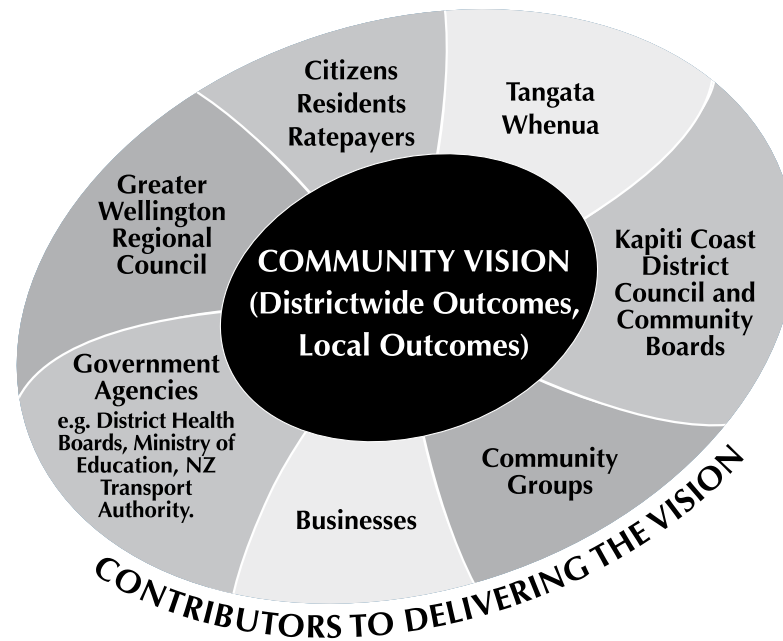 Citizens
Residents
Ratepayers
Tangata
Whenua
Greater
Wellington
Regional
Council
Kapiti Coast
District
Council and
Community
Boards
COMMUNITY VISION
(Districtwide Outcomes,
Local Outcomes)
Government
Agencies
e.g. District Health
Boards, Ministry of
Education, NZ
Transport
Authority.
Community
Groups
Businesses
CONTRIBUTORS TO DELIVERING THE VISION